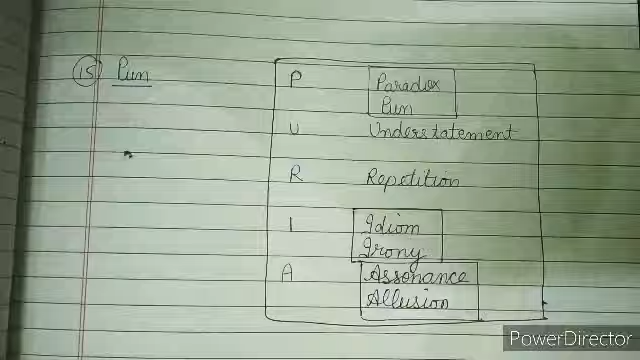 15 Pun
P Paradox
Pun
U Understatement
R Repetition
I Idiom
Irony
A Assonance
Allusion
PowerDirector